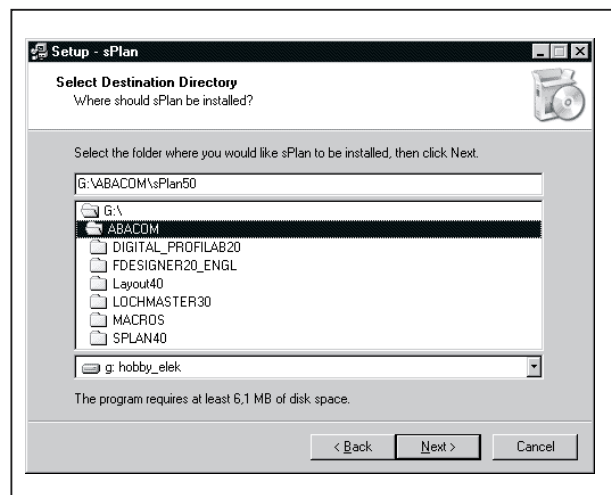 Setup - sPlan
Select Destination Directory
Where should sPlan be installed?
Select the folder where you would like sPlan to be installed, then click Next.
G:\ABACOM\sPlan50
G:\
ABACOM
DIGITAL_PROFILAB20
FDESIGNER20_ENGL
Layout40
LOCHMASTER30
MACROS
SPLAN40
g: hobby_elek
The program requires at least 6,1 MB of disk space.
< Back
Next >
Cancel